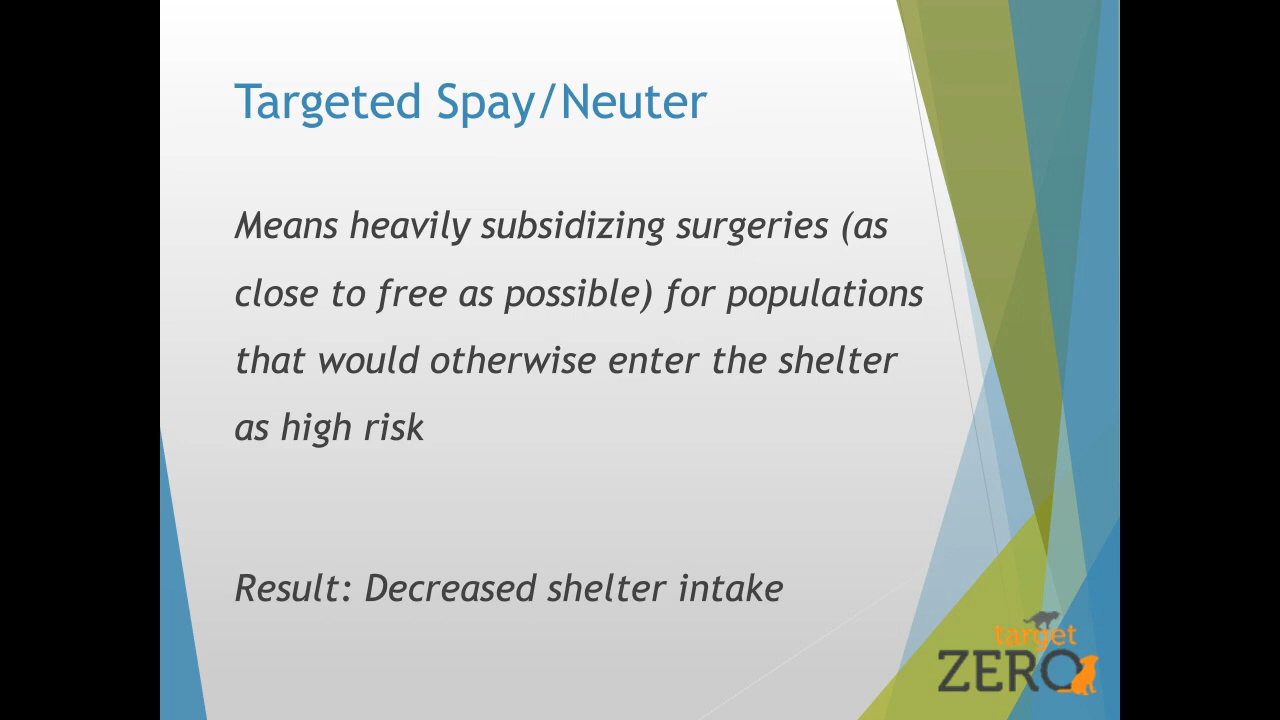 Targeted Spay/Neuter
Means heavily subsidizing surgeries (as
close to free as possible) for populations
that would otherwise enter the shelter
as high risk
Result: Decreased shelter intake
target
ZERO